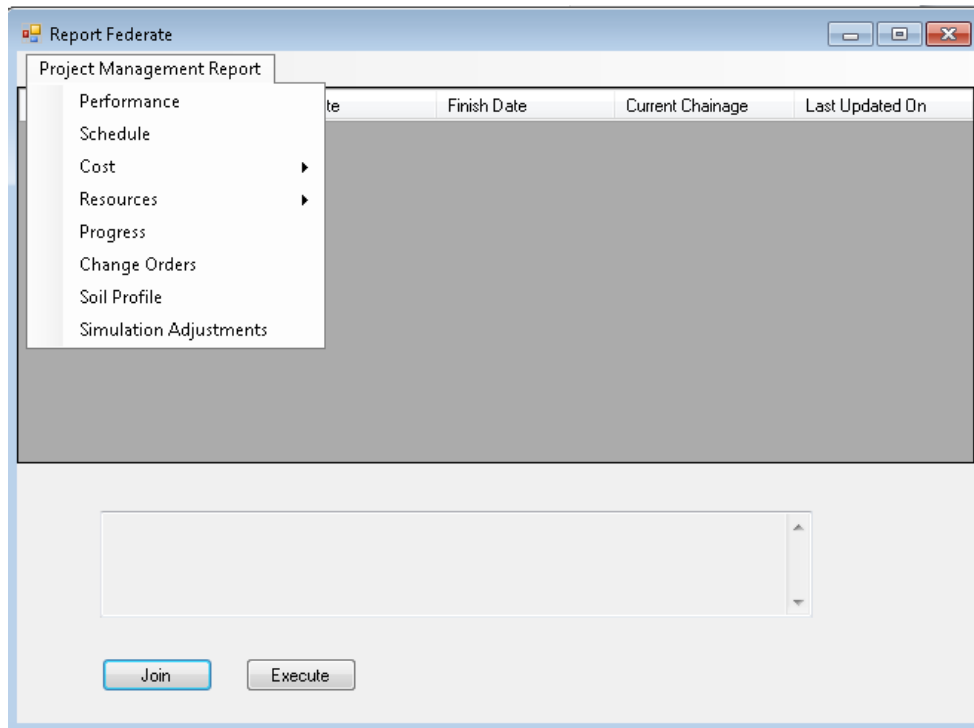 Report Federate
Project Management Report
Finish Date Current Chainage Last Updated On
Performance
Schedule
Cost
Resources
Progress
Change Orders
Soil Profile
Simulation Adjustments
Join Execute